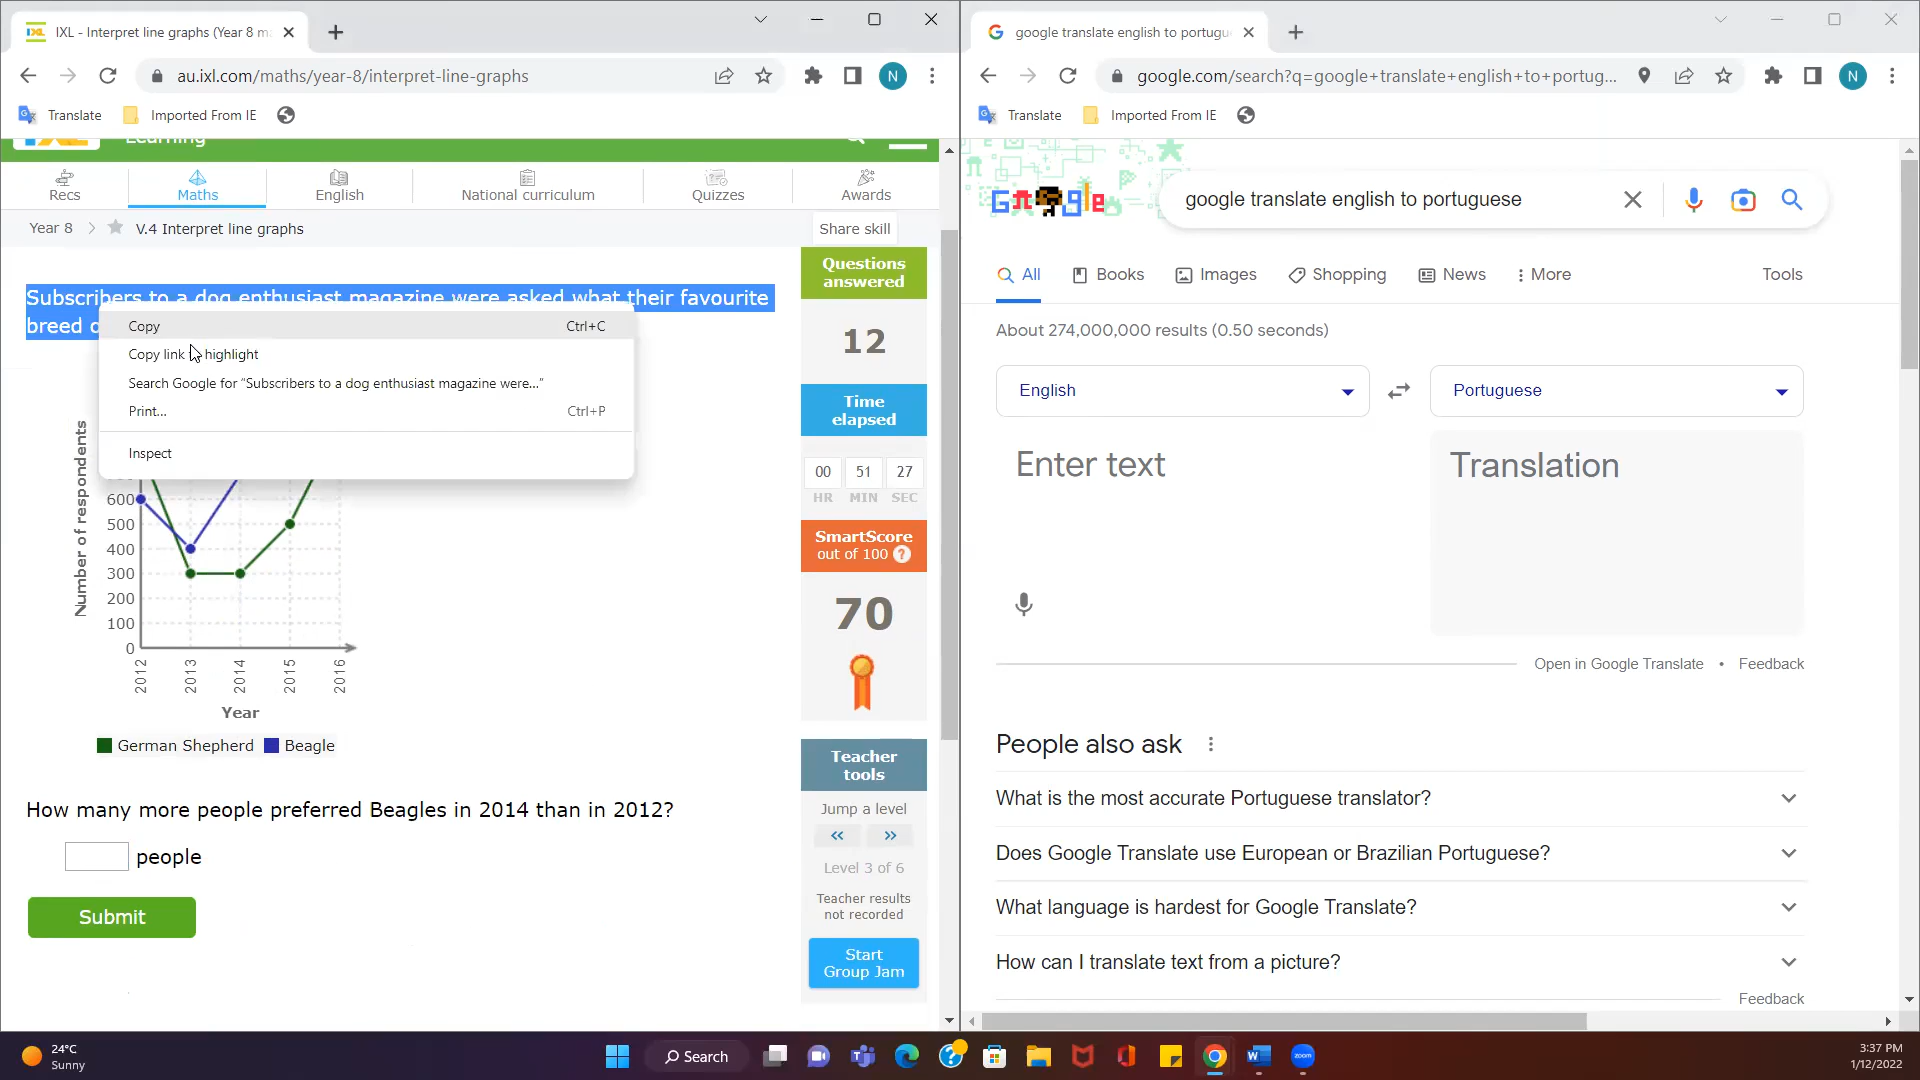 IXL - Interpret line graphs (Year 8 m
google translate english to portugu
au.ixl.com/maths/year-8/interpret-line-graphs
N
google.com/search?q=google+translate+english+to+portug...
N
Translate
Imported From IE
Translate
Imported From IE
Learning
Recs
Maths
English
National curriculum
Quizzes
Awards
Year 8
V.4 Interpret line graphs
Share skill
Subscribers to a dog enthusiast magazine were asked what their favourite
breed
Copy
Ctrl+C
Copy link
highlight
Search Google for “Subscribers to a dog enthusiast magazine were...”
Print...
Ctrl+P
Inspect
Number of respondents
600
500
400
300
200
100
0
2012
2013
2014
2015
2016
Year
German Shepherd
Beagle
How many more people preferred Beagles in 2014 than in 2012?
people
Submit
Questions
answered
12
Time
elapsed
00
51
27
HR
MIN
SEC
SmartScore
out of 100 ?
70
Teacher
tools
Jump a level
<<
>>
Level 3 of 6
Teacher results
not recorded
Start
Group Jam
google translate english to portuguese
All
Books
Images
Shopping
News
More
Tools
About 274,000,000 results (0.50 seconds)
English
Portuguese
Enter text
Translation
Open in Google Translate • Feedback
People also ask
What is the most accurate Portuguese translator?
Does Google Translate use European or Brazilian Portuguese?
What language is hardest for Google Translate?
How can I translate text from a picture?
Feedback
24°C
Sunny
Search
zoom
3:37 PM
1/12/2022